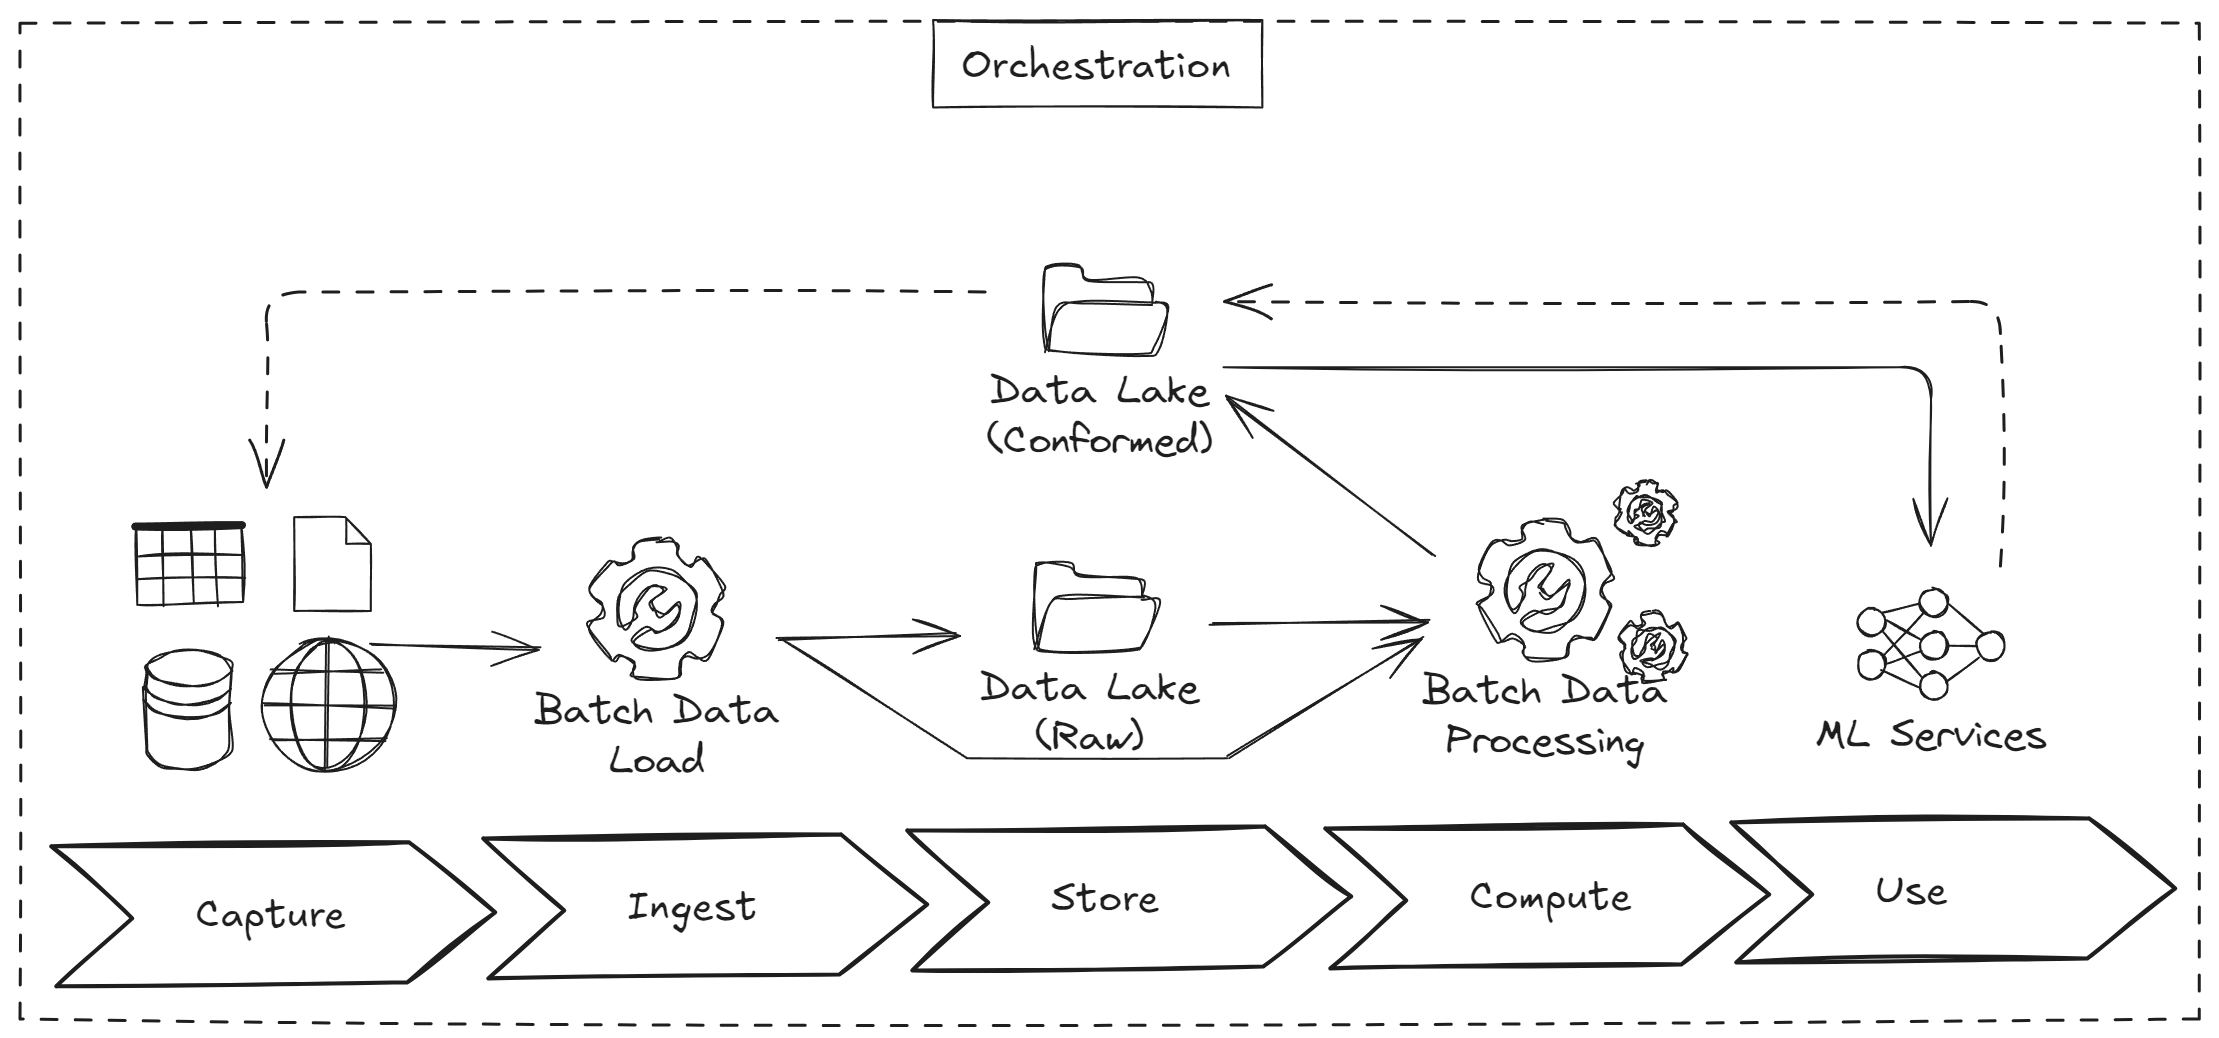 Orchestration
Data Lake
(Conformed)
Batch Data
Load
Data Lake
(Raw)
Batch Data
Processing
ML Services
Capture
Ingest
Store
Compute
Use